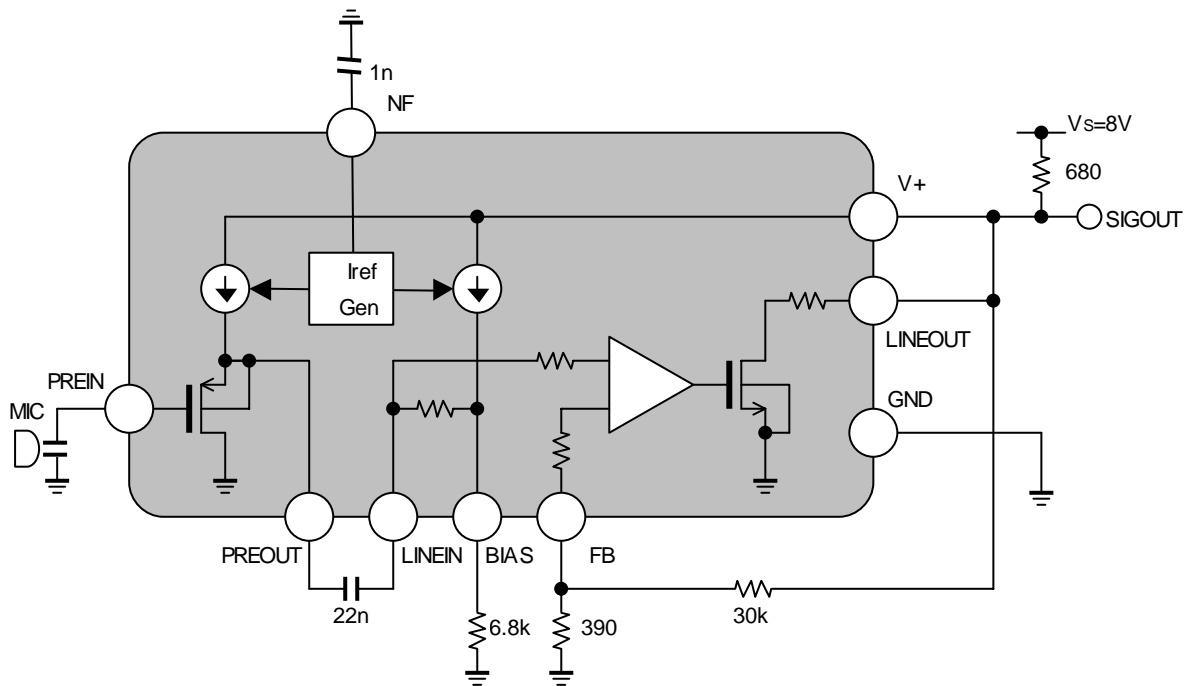 1n
NF
VS=8V
680
V+
SIGOUT
Iref
Gen
LINEOUT
PREIN
MIC
GND
PREOUT
LINEIN
BIAS
FB
22n
6.8k
390
30k